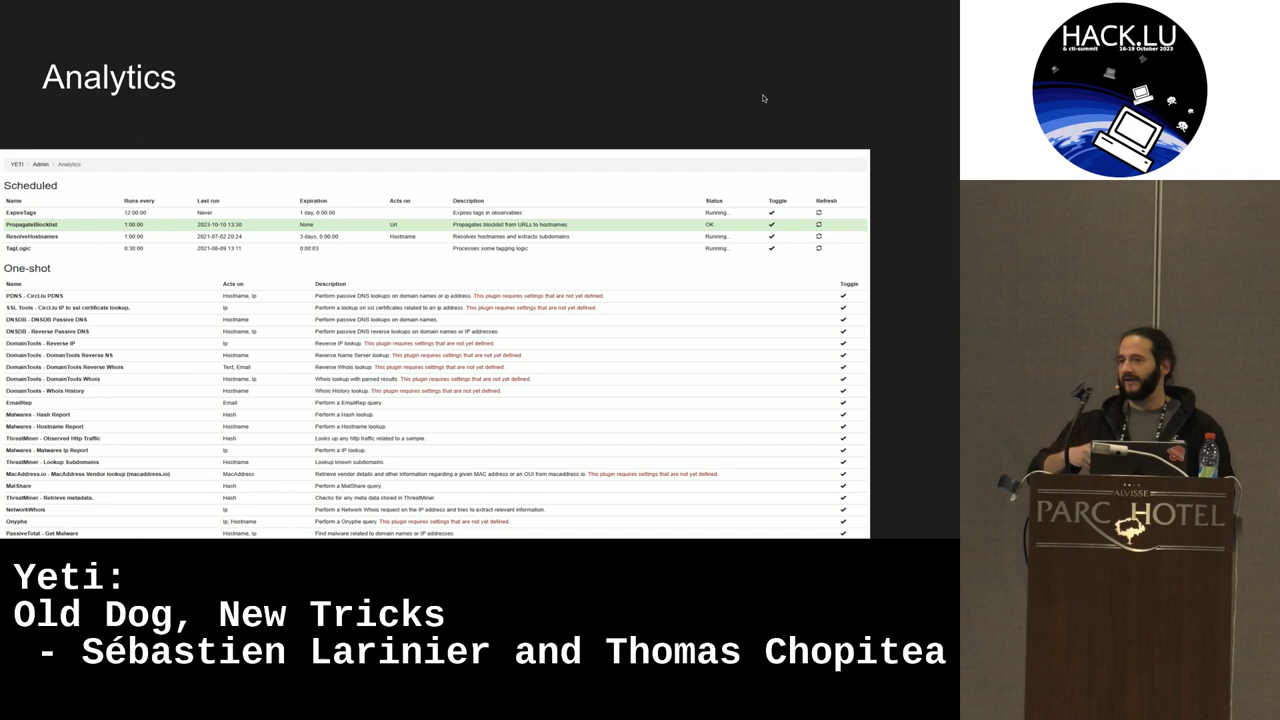 Analytics
YETI / Admin / Analytics
Scheduled
Name Runs every Last run Expiration Acts on Description Status Toggle Refresh
ExpireTags 12:00:00 Never 1 day, 0:00:00 Expires tags in observables Running...
PropagateBlocklist 1:00:00 2023-10-10 13:30 None Url Propagates blocklist from URLs to hostnames OK
ResolveHostnames 1:00:00 2021-07-02 20:24 3 days, 0:00:00 Hostname Resolves hostnames and extracts subdomains Running...
TagLogic 0:30:00 2021-08-09 13:11 0:00:03 Processes some tagging logic Running...
One-shot
Name Acts on Description Toggle
PDNS - Circl.lu PDNS Hostname, Ip Perform passive DNS lookups on domain names or ip address. This plugin requires settings that are not yet defined.
SSL Tools - Circl.lu IP to ssl certificate lookup. Ip Perform a lookup on ssl certificates related to an ip address. This plugin requires settings that are not yet defined.
DNSDB - DNSDB Passive DNS Hostname Perform passive DNS lookups on domain names.
DNSDB - Reverse Passive DNS Hostname, Ip Perform passive DNS reverse lookups on domain names or IP addresses.
DomainTools - Reverse IP Ip Reverse IP lookup. This plugin requires settings that are not yet defined.
DomainTools - DomanTools Reverse NS Hostname Reverse Name Server lookup. This plugin requires settings that are not yet defined.
DomainTools - DomainTools Reverse Whois Text, Email Reverse Whois lookup. This plugin requires settings that are not yet defined.
DomainTools - DomainTools Whois Hostname, Ip Whois lookup with parsed results. This plugin requires settings that are not yet defined
DomainTools - Whois History Hostname Whois History lookup. This plugin requires settings that are not yet defined.
EmailRep Email Perform a EmailRep query.
Malwares - Hash Report Hash Perform a Hash lookup.
Malwares - Hostname Report Hostname Perform a Hostname lookup.
ThreatMiner - Observed Http Traffic Hash Looks up any http traffic related to a sample.
Malwares - Malwares Ip Report Ip Perform a IP lookup.
ThreatMiner - Lookup Subdomains Hostname Lookup known subdomains.
MacAddress.io - MacAddress Vendor lookup (macaddress.io) MacAddress Retrieve vendor details and other information regarding a given MAC address or an OUI from macaddress.io. This plugin requires settings that are not yet defined.
MalShare Hash Perform a MalShare query.
ThreatMiner - Retrieve metadata. Hash Checks for any meta data stored in ThreatMiner
NetworkWhois Ip Perform a Network Whois request on the IP address and tries to extract relevant information.
Onyphe Ip, Hostname Perform a Onyphe query. This plugin requires settings that are not yet defined.
PassiveTotal - Get Malware Hostname, Ip Find malware related to domain names or IP addresses.
Yeti:
Old Dog, New Tricks
- Sébastien Larinier and Thomas Chopitea
HACK.LU
& cti-summit 16-19 October 2023
ALVISSE
PARC HOTEL